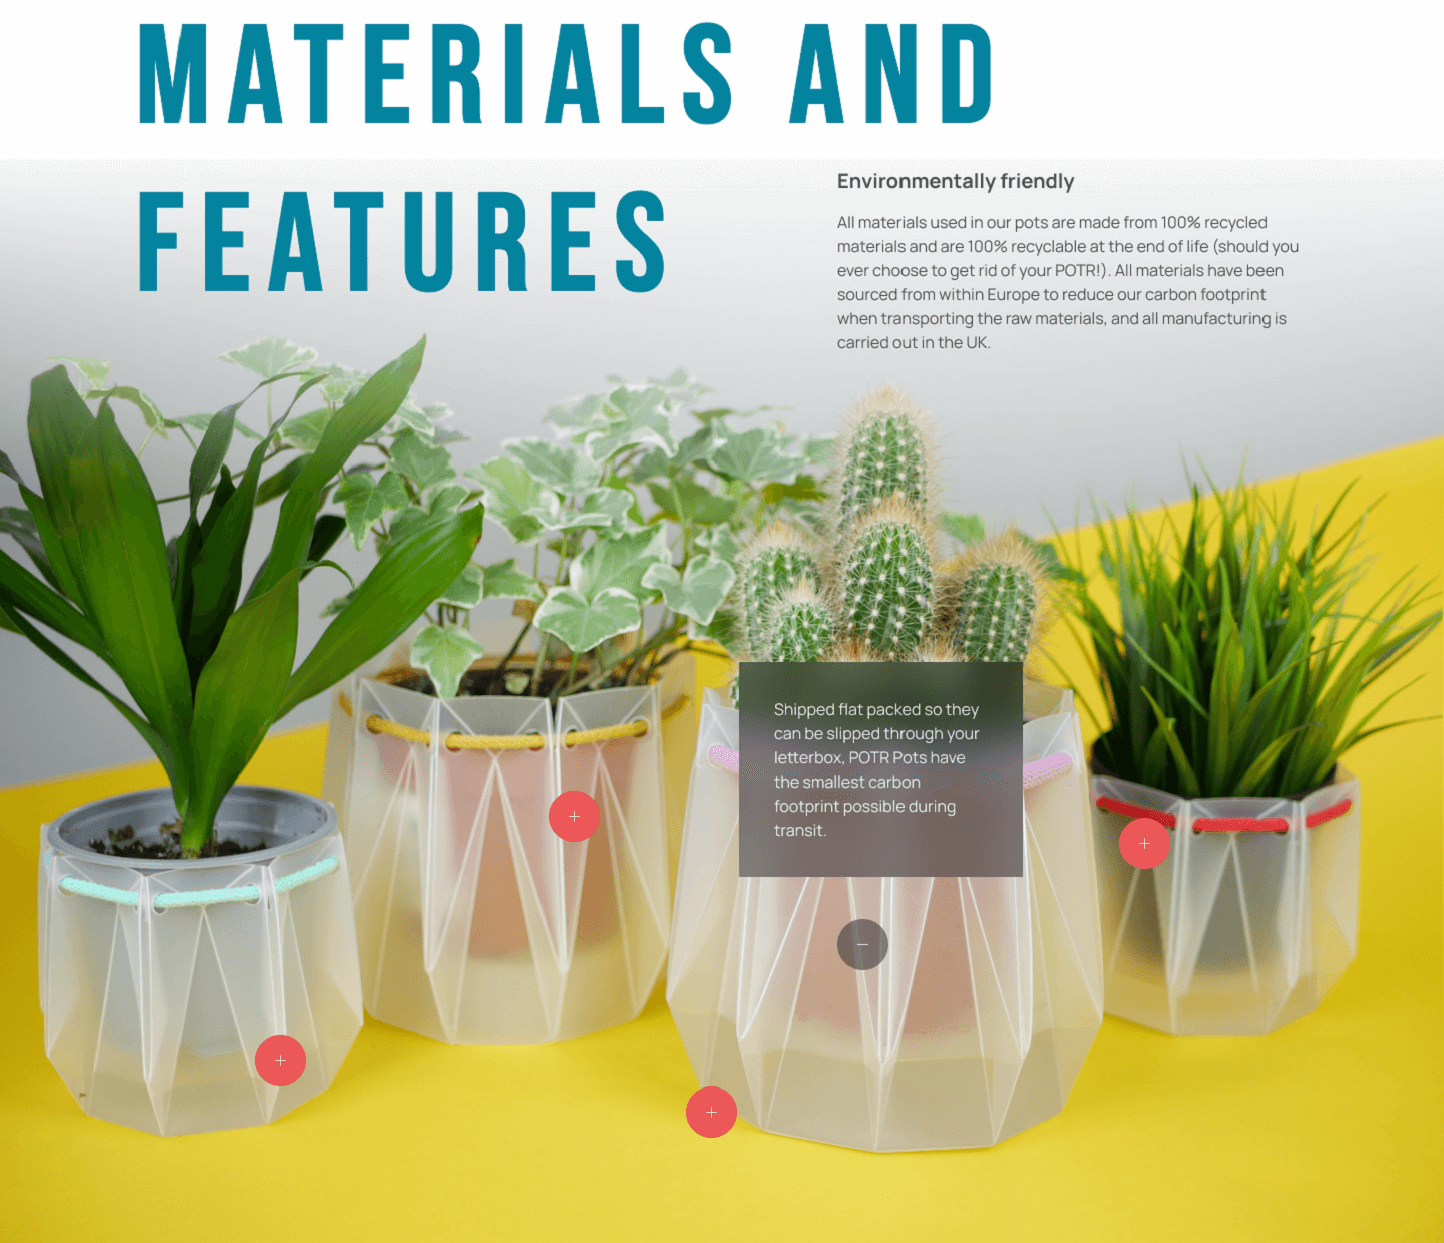 MATERIALS AND
FEATURES
Environmentally friendly
All materials used in our pots are made from 100% recycled
materials and are 100% recyclable at the end of life (should you
ever choose to get rid of your POTR!). All materials have been
sourced from within Europe to reduce our carbon footprint
when transporting the raw materials, and all manufacturing is
carried out in the UK.
Shipped flat packed so they
can be slipped through your
letterbox, POTR Pots have
the smallest carbon
footprint possible during
transit.